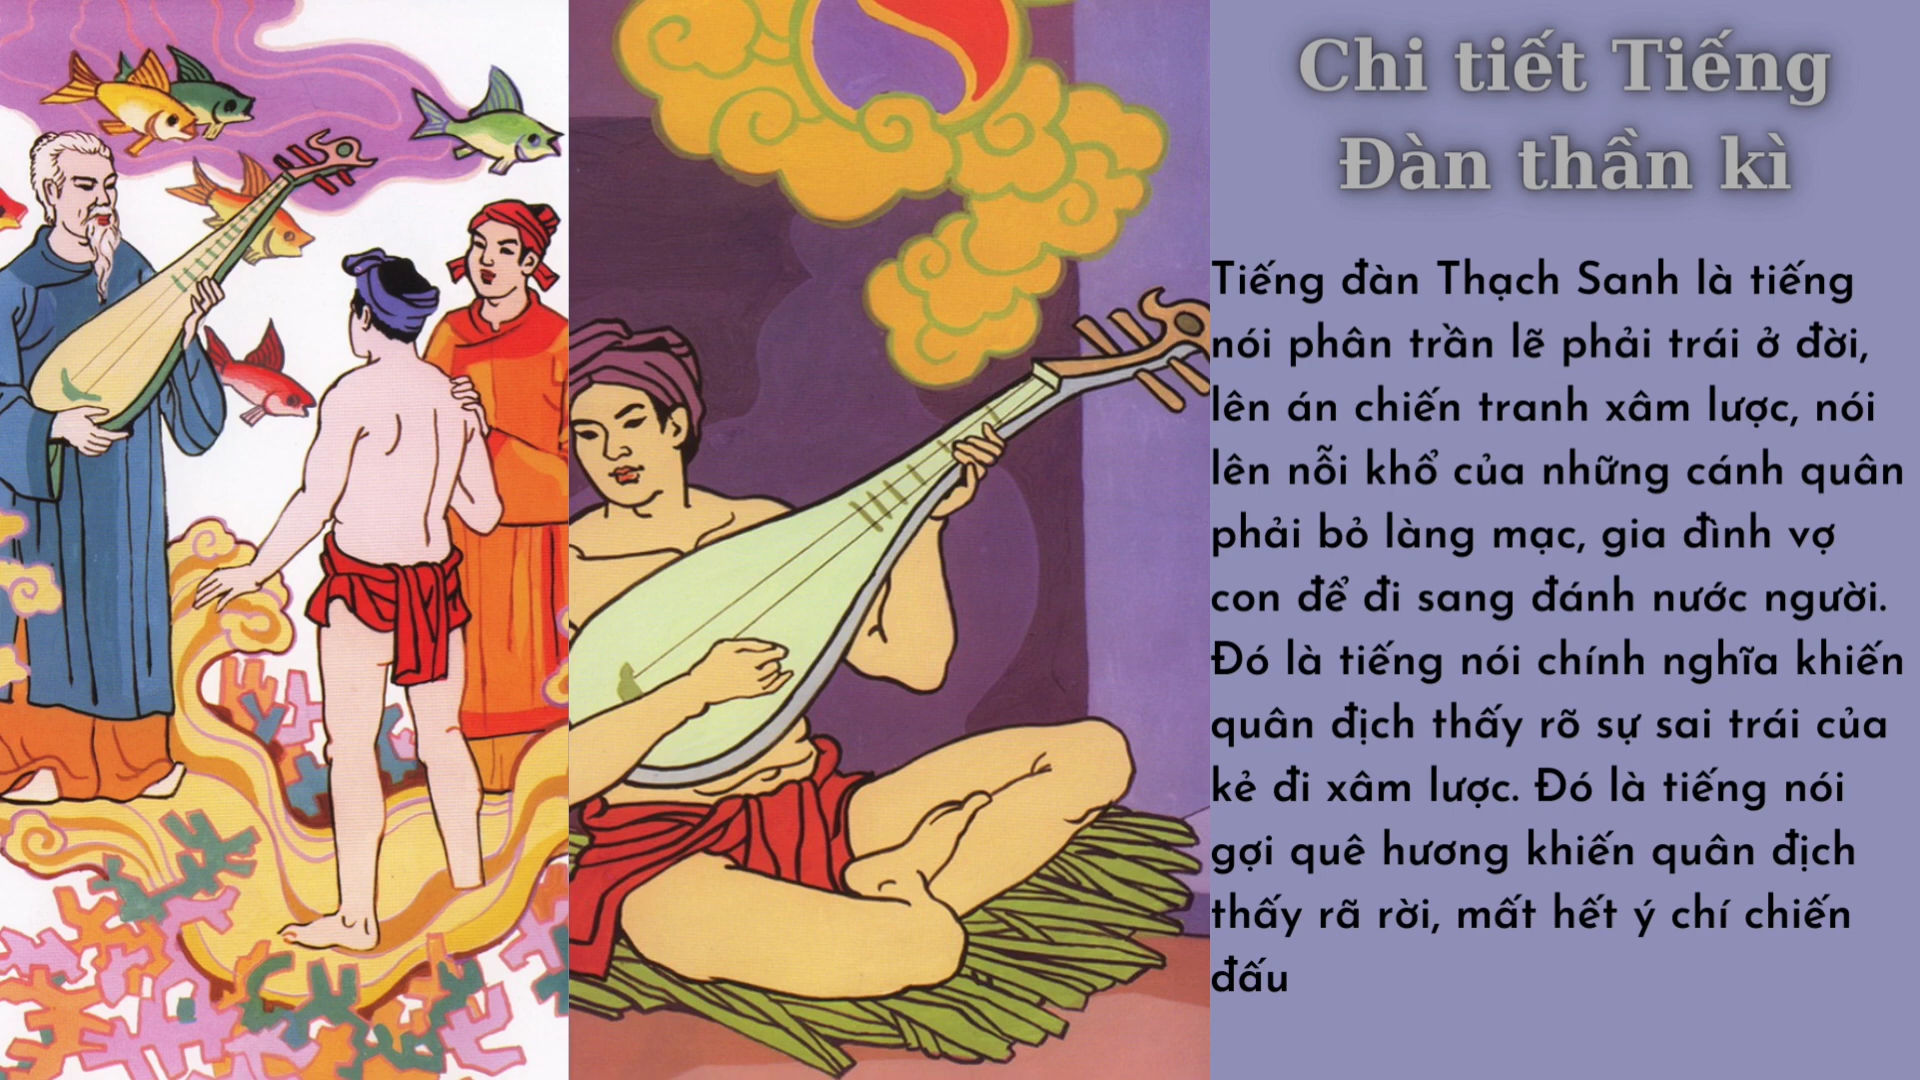 Chi tiết Tiếng
Đàn thần kì
Tiếng đàn Thạch Sanh là tiếng
nói phân trần lẽ phải trái ở đời,
lên án chiến tranh xâm lược, nói
lên nỗi khổ của những cánh quân
phải bỏ làng mạc, gia đình vợ
con để đi sang đánh nước người.
Đó là tiếng nói chính nghĩa khiến
quân địch thấy rõ sự sai trái của
kẻ đi xâm lược. Đó là tiếng nói
gợi quê hương khiến quân địch
thấy rã rời, mất hết ý chí chiến
đấu